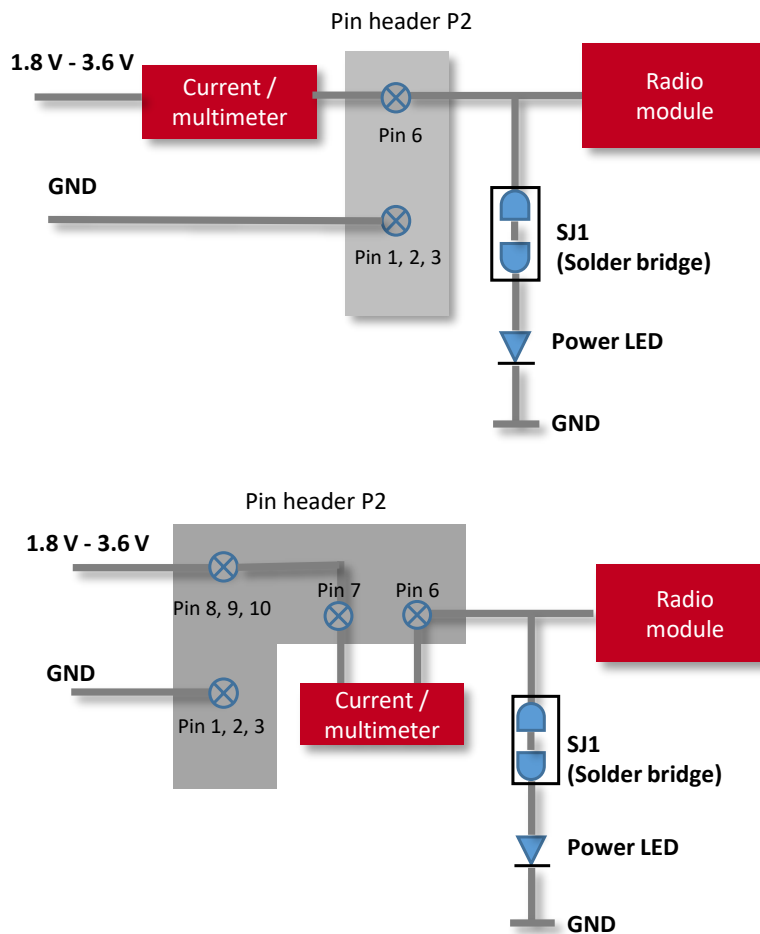 Pin header P2
1.8 V - 3.6 V
Current /
multimeter
Radio
module
Pin 6
GND
Pin 1, 2, 3
SJ1
(Solder bridge)
Power LED
GND
Pin header P2
1.8 V - 3.6 V
Pin 7
Pin 6
Pin 8, 9, 10
Radio
module
GND
Pin 1, 2, 3
Current /
multimeter
SJ1
(Solder bridge)
Power LED
GND